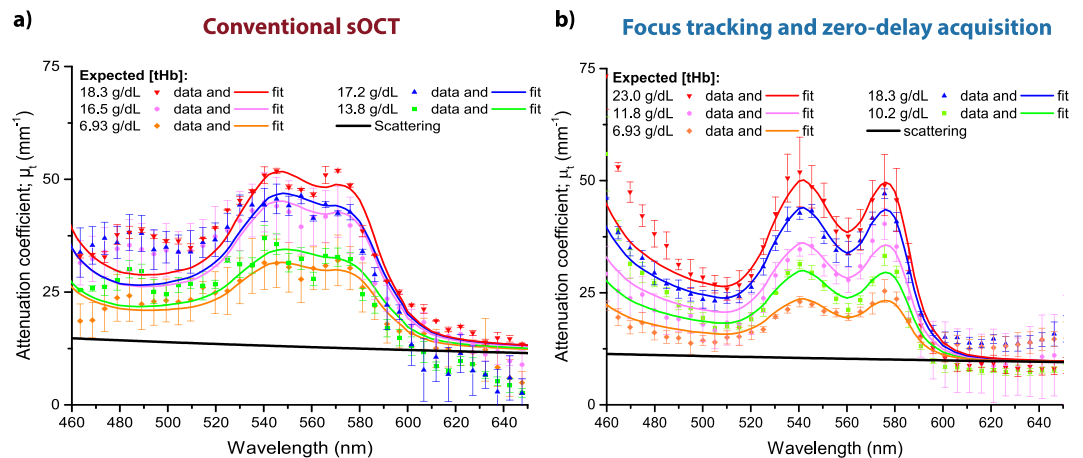 a)
Conventional sOCT
Expected [tHb]:
18.3 g/dL data and fit
17.2 g/dL data and fit
16.5 g/dL data and fit
13.8 g/dL data and fit
6.93 g/dL data and fit
Scattering
Attenuation coefficient; μt (mm⁻¹)
75
50
25
0
460 480 500 520 540 560 580 600 620 640
Wavelength (nm)
b)
Focus tracking and zero-delay acquisition
Expected [tHb]:
23.0 g/dL data and fit
18.3 g/dL data and fit
11.8 g/dL data and fit
10.2 g/dL data and fit
6.93 g/dL data and fit
scattering
Attenuation coefficient; μt (mm⁻¹)
75
50
25
0
460 480 500 520 540 560 580 600 620 640
Wavelength (nm)